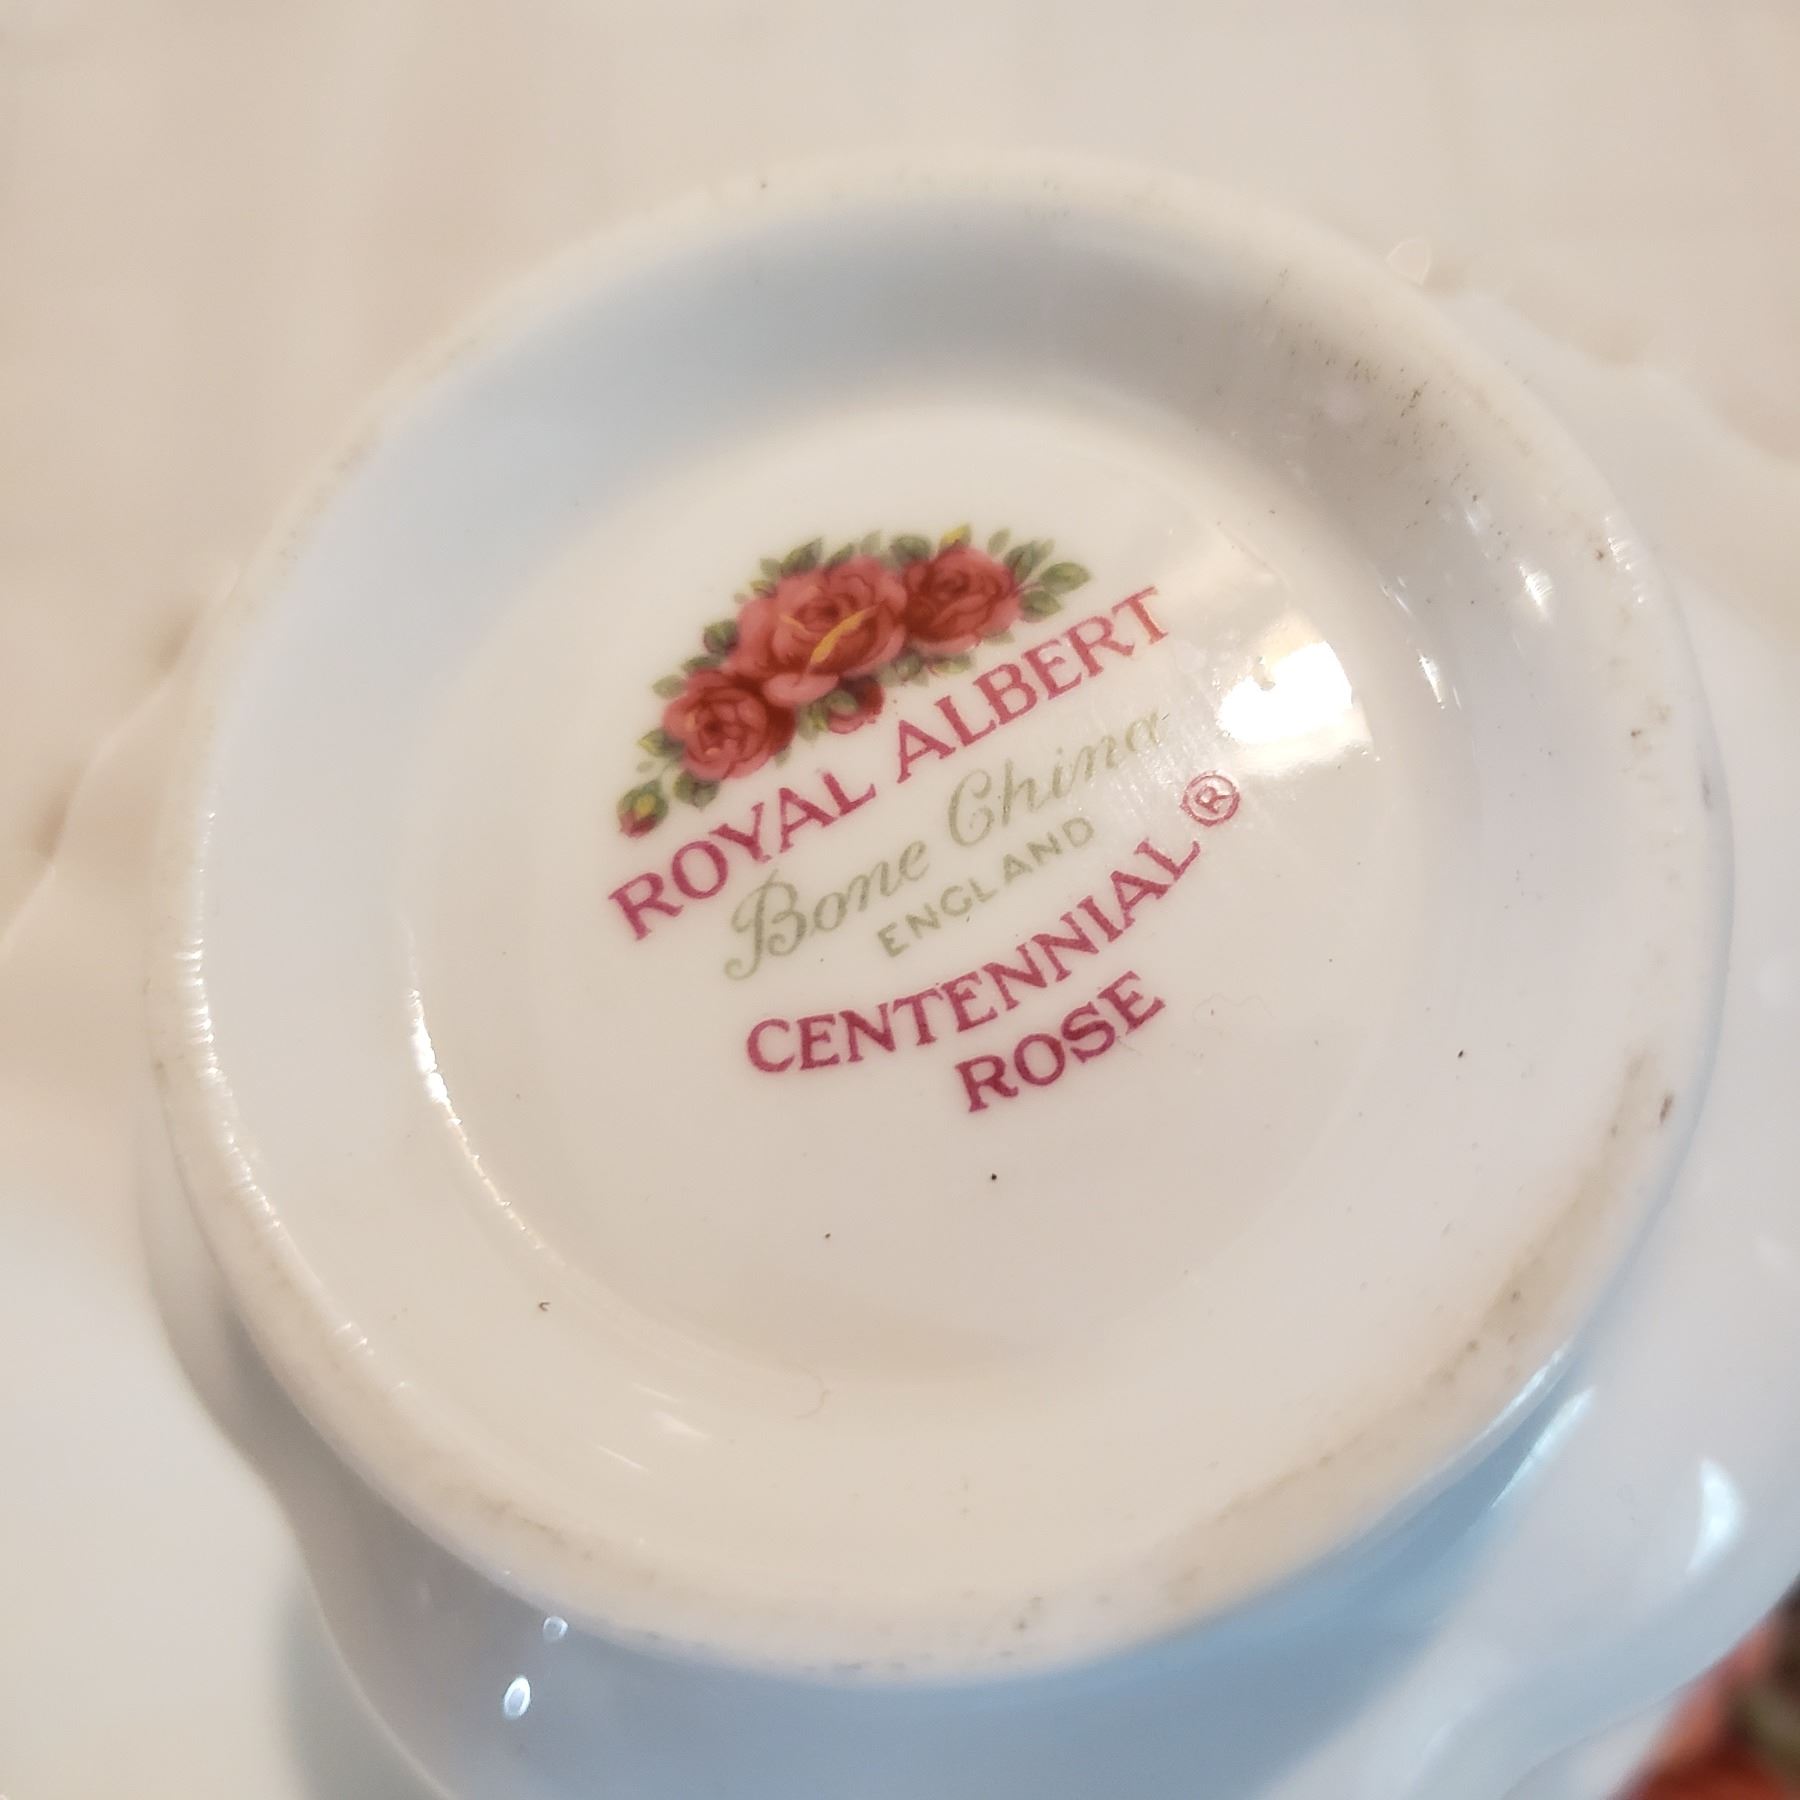 ROYAL ALBERT
Bone China
ENGLAND
CENTENNIAL ®
ROSE